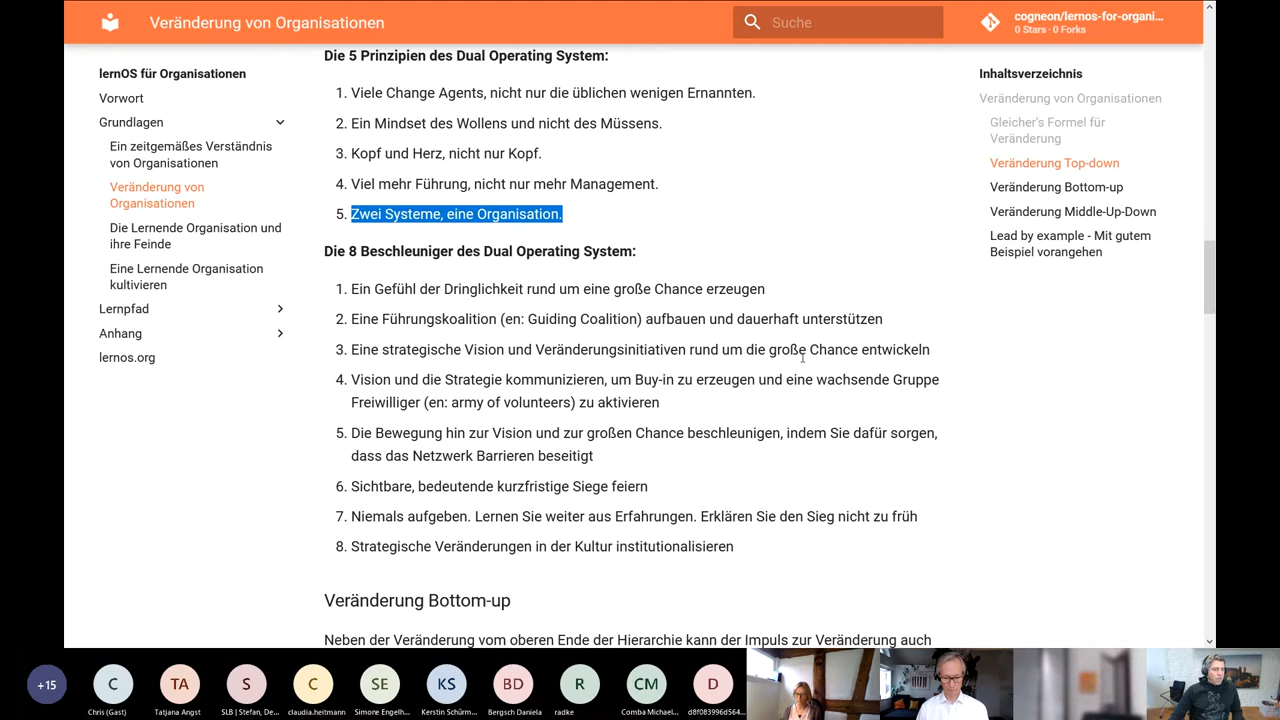 Veränderung von Organisationen
Suche
cogneon/lernos-for-organi...
0 Stars · 0 Forks
lernOS für Organisationen
Vorwort
Grundlagen
Ein zeitgemäßes Verständnis
von Organisationen
Veränderung von
Organisationen
Die Lernende Organisation und
ihre Feinde
Eine Lernende Organisation
kultivieren
Lernpfad
Anhang
lernos.org
Die 5 Prinzipien des Dual Operating System:
1. Viele Change Agents, nicht nur die üblichen wenigen Ernannten.
2. Ein Mindset des Wollens und nicht des Müssens.
3. Kopf und Herz, nicht nur Kopf.
4. Viel mehr Führung, nicht nur mehr Management.
5. Zwei Systeme, eine Organisation.
Die 8 Beschleuniger des Dual Operating System:
1. Ein Gefühl der Dringlichkeit rund um eine große Chance erzeugen
2. Eine Führungskoalition (en: Guiding Coalition) aufbauen und dauerhaft unterstützen
3. Eine strategische Vision und Veränderungsinitiativen rund um die große Chance entwickeln
4. Vision und die Strategie kommunizieren, um Buy-in zu erzeugen und eine wachsende Gruppe
Freiwilliger (en: army of volunteers) zu aktivieren
5. Die Bewegung hin zur Vision und zur großen Chance beschleunigen, indem Sie dafür sorgen,
dass das Netzwerk Barrieren beseitigt
6. Sichtbare, bedeutende kurzfristige Siege feiern
7. Niemals aufgeben. Lernen Sie weiter aus Erfahrungen. Erklären Sie den Sieg nicht zu früh
8. Strategische Veränderungen in der Kultur institutionalisieren
Veränderung Bottom-up
Neben der Veränderung vom oberen Ende der Hierarchie kann der Impuls zur Veränderung auch
Inhaltsverzeichnis
Veränderung von Organisationen
Gleicher's Formel für
Veränderung
Veränderung Top-down
Veränderung Bottom-up
Veränderung Middle-Up-Down
Lead by example - Mit gutem
Beispiel vorangehen
+15
C
TA
S
C
SE
KS
BD
R
CM
D
Chris (Gast)
Tatjana Angst
SLB | Stefan, De...
claudia.heitmann
Simone Engelh...
Kerstin Schürm...
Bergsch Daniela
radke
Comba Michael...
d8f083996d564...